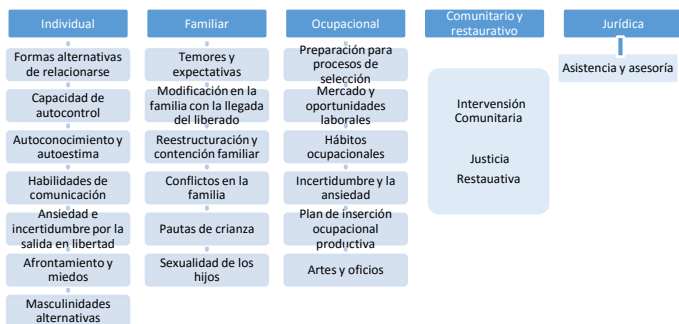 Individual
Formas alternativas
de relacionarse
Capacidad de
autocontrol
Autoconocimiento y
autoestima
Habilidades de
comunicación
Ansiedad e
incertidumbre por la
salida en libertad
Afrontamiento y
miedos
Masculinidades
alternativas
Familiar
Temores y
expectativas
Modificación en la
familia con la llegada
del liberado
Reestructuración y
contención familiar
Conflictos en la
familia
Pautas de crianza
Sexualidad de los
hijos
Ocupacional
Preparación para
procesos de
selección
Mercado y
oportunidades
laborales
Hábitos
ocupacionales
Incertidumbre y la
ansiedad
Plan de inserción
ocupacional
productiva
Artes y oficios
Comunitario y
restaurativo
Intervensión
Comunitaria
Justicia
Restauativa
Jurídica
Asistencia y asesoría